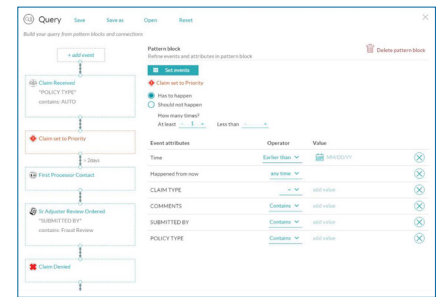 Query Save Save as Open Reset
Build your query from pattern blocks and connections
+ add event
Claim Received
"POLICY TYPE"
contains: AUTO
Claim set to Priority
First Processor Contact
Sr Adjuster Review Ordered
"SUBMITTED BY"
contains: Fraud Review
Claim Denied
Pattern block
Refine events and attributes in pattern block
Delete pattern block
Set events
Claim set to Priority
Has to happen
Should not happen
How many times?
At least 1 Less than -
Event attributes Operator Value
Time Earlier than MM/DD/YY
Happened from now any time
CLAIM TYPE = add value
COMMENTS Contains add value
SUBMITTED BY Contains add value
POLICY TYPE Contains add value